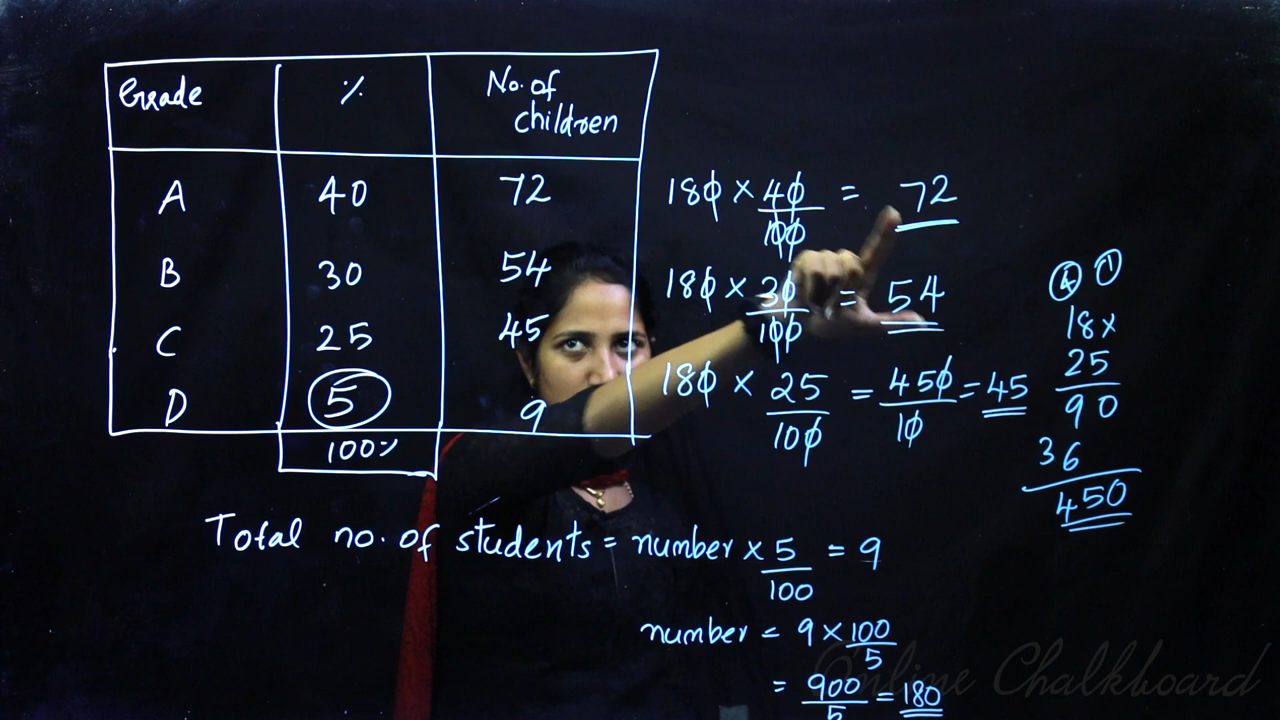 Grade % No. of children
A 40 72
B 30 54
C 25 45
D 5 9
100%
180 × 40/100 = 72
180 × 30/100 = 54
180 × 25/100 = 450/10 = 45
4 1
18×
25
90
36
450
Total no. of students = number × 5/100 = 9
number = 9 × 100/5
= 900/5 = 180
Online Chalkboard